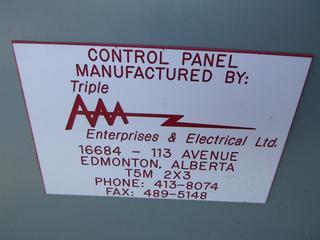 CONTROL PANEL
MANUFACTURED BY:
Triple
AAA
Enterprises & Electrical Ltd.
16684 - 113 AVENUE
EDMONTON, ALBERTA
T5M 2X3
PHONE: 413-8074
FAX: 489-5148